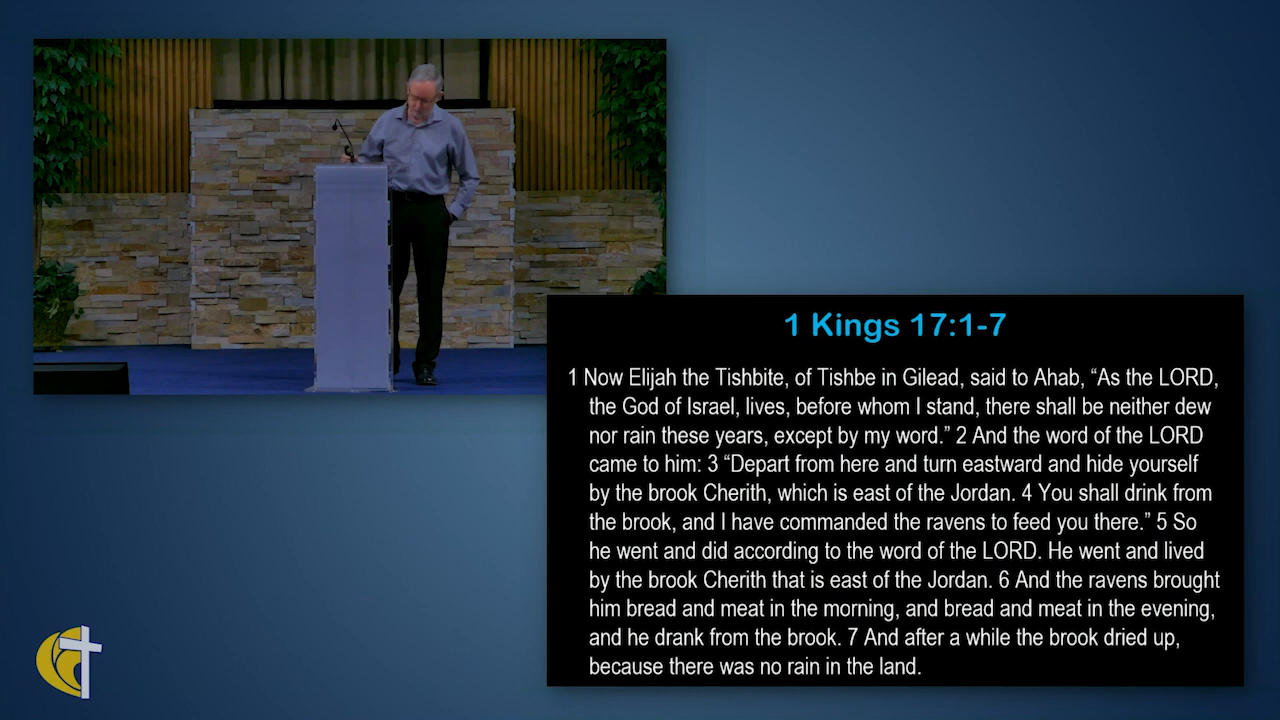 1 Kings 17:1-7
1 Now Elijah the Tishbite, of Tishbe in Gilead, said to Ahab, “As the LORD,
the God of Israel, lives, before whom I stand, there shall be neither dew
nor rain these years, except by my word.” 2 And the word of the LORD
came to him: 3 “Depart from here and turn eastward and hide yourself
by the brook Cherith, which is east of the Jordan. 4 You shall drink from
the brook, and I have commanded the ravens to feed you there.” 5 So
he went and did according to the word of the LORD. He went and lived
by the brook Cherith that is east of the Jordan. 6 And the ravens brought
him bread and meat in the morning, and bread and meat in the evening,
and he drank from the brook. 7 And after a while the brook dried up,
because there was no rain in the land.